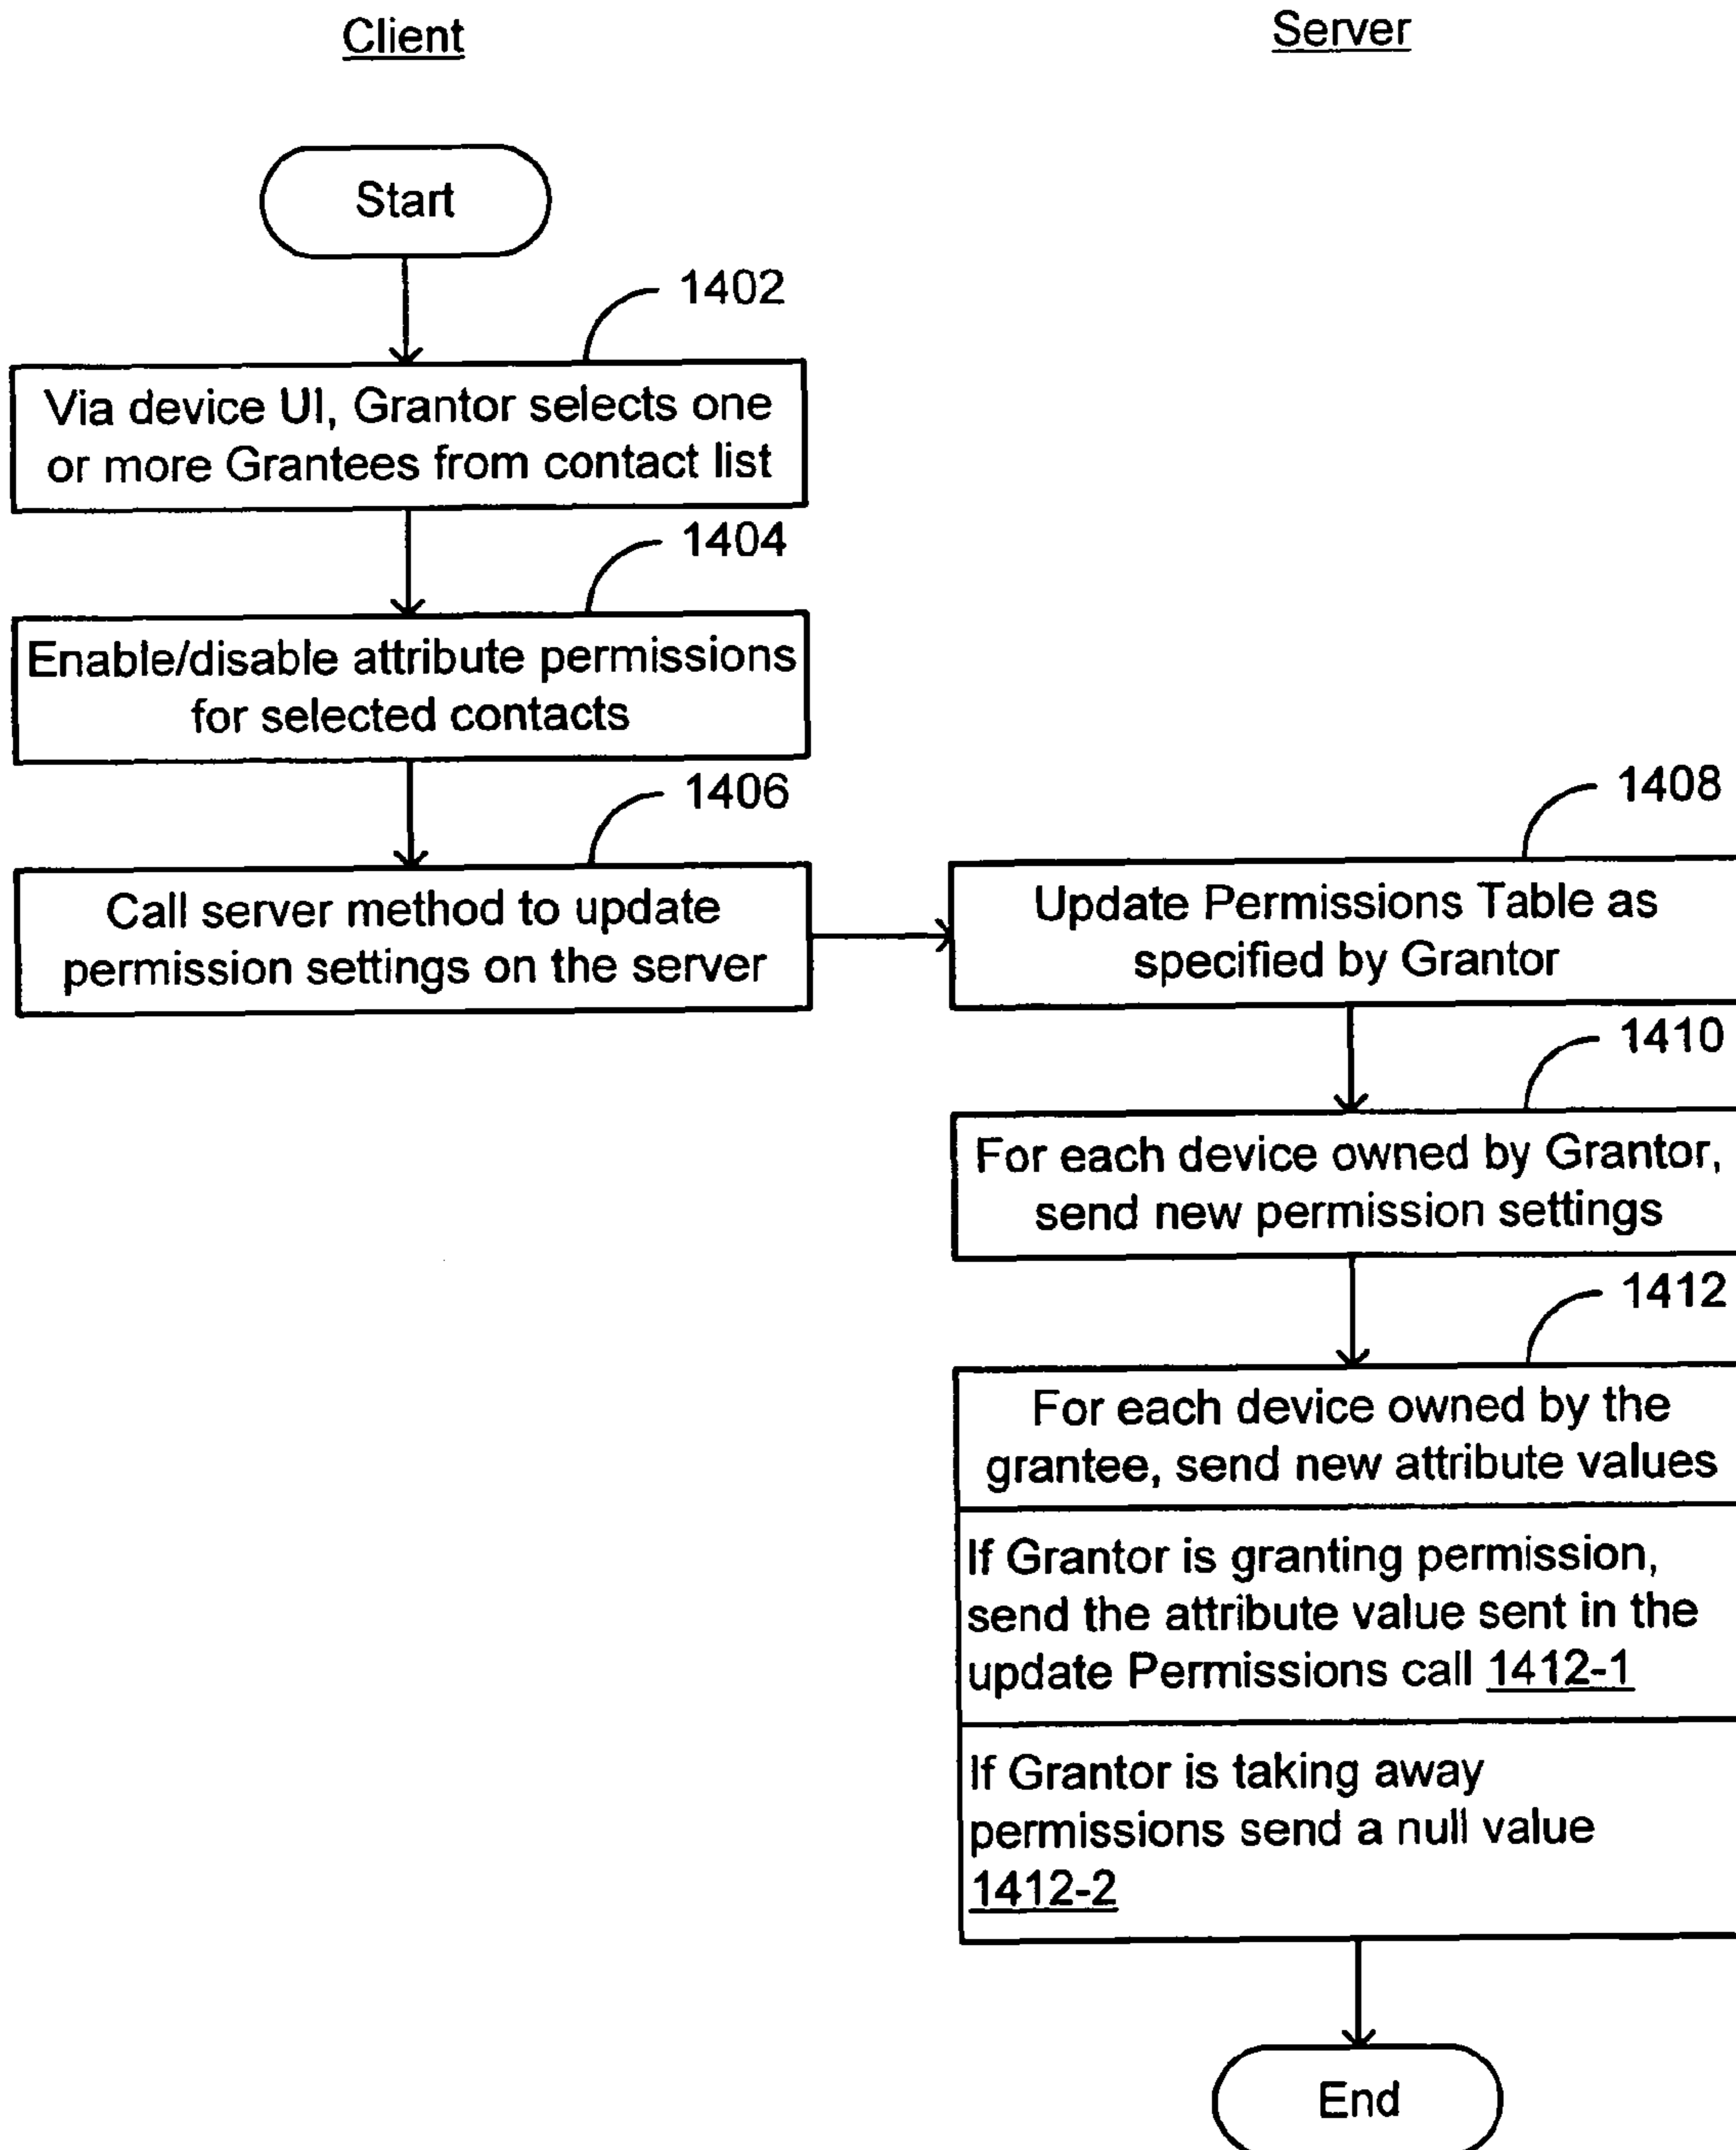 Client
Server
Start
1402
Via device UI, Grantor selects one
or more Grantees from contact list
1404
Enable/disable attribute permissions
for selected contacts
1406
Call server method to update
permission settings on the server
1408
Update Permissions Table as
specified by Grantor
1410
For each device owned by Grantor,
send new permission settings
1412
For each device owned by the
grantee, send new attribute values
If Grantor is granting permission,
send the attribute value sent in the
update Permissions call 1412-1
If Grantor is taking away
permissions send a null value
1412-2
End